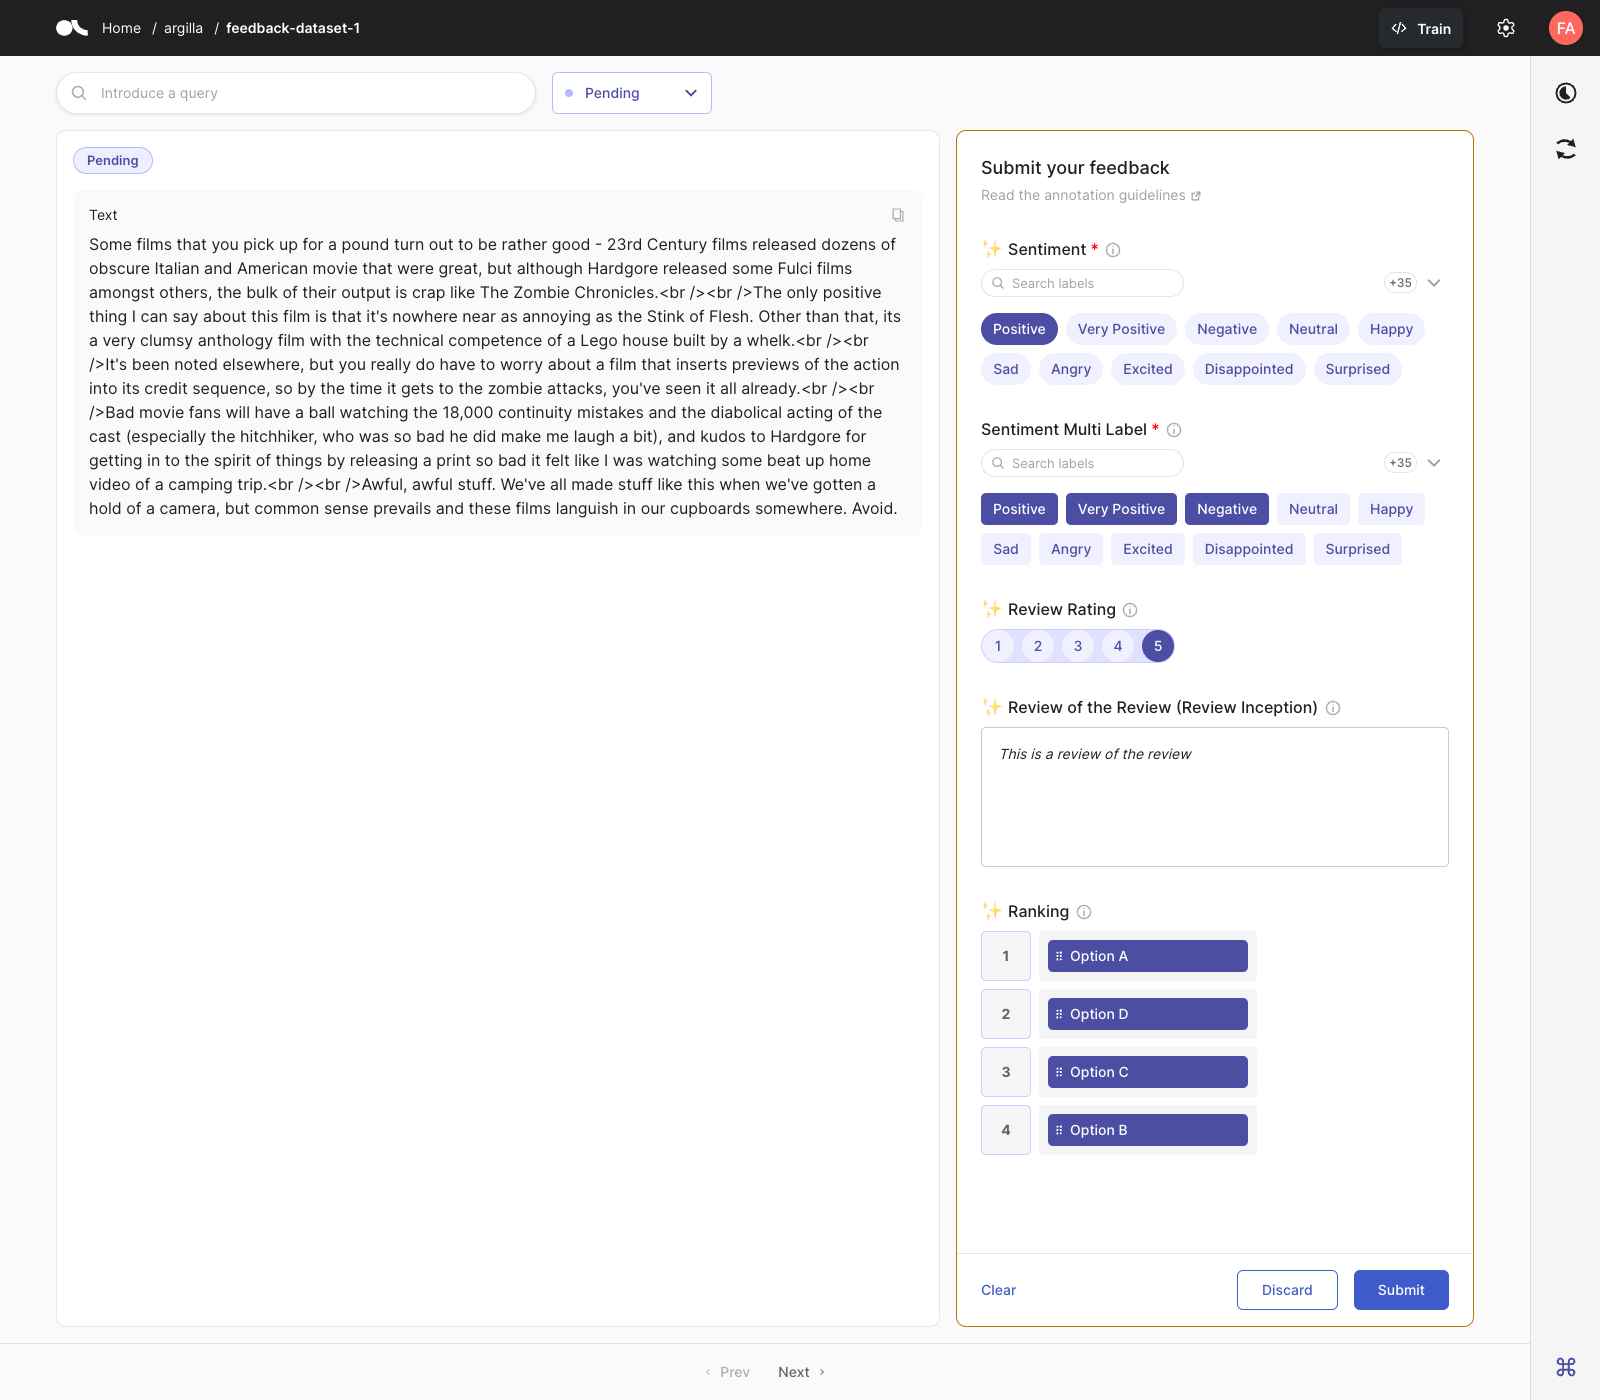 Home / argilla / feedback-dataset-1
Train
FA
Introduce a query
Pending
Pending
Text
Some films that you pick up for a pound turn out to be rather good - 23rd Century films released dozens of
obscure Italian and American movie that were great, but although Hardgore released some Fulci films
amongst others, the bulk of their output is crap like The Zombie Chronicles.<br /><br />The only positive
thing I can say about this film is that it's nowhere near as annoying as the Stink of Flesh. Other than that, its
a very clumsy anthology film with the technical competence of a Lego house built by a whelk.<br /><br
/>It's been noted elsewhere, but you really do have to worry about a film that inserts previews of the action
into its credit sequence, so by the time it gets to the zombie attacks, you've seen it all already.<br /><br
/>Bad movie fans will have a ball watching the 18,000 continuity mistakes and the diabolical acting of the
cast (especially the hitchhiker, who was so bad he did make me laugh a bit), and kudos to Hardgore for
getting in to the spirit of things by releasing a print so bad it felt like I was watching some beat up home
video of a camping trip.<br /><br />Awful, awful stuff. We've all made stuff like this when we've gotten a
hold of a camera, but common sense prevails and these films languish in our cupboards somewhere. Avoid.
Submit your feedback
Read the annotation guidelines
✨ Sentiment *
Search labels
+35
Positive Very Positive Negative Neutral Happy
Sad Angry Excited Disappointed Surprised
Sentiment Multi Label *
Search labels
+35
Positive Very Positive Negative Neutral Happy
Sad Angry Excited Disappointed Surprised
✨ Review Rating
1 2 3 4 5
✨ Review of the Review (Review Inception)
This is a review of the review
✨ Ranking
1 Option A
2 Option D
3 Option C
4 Option B
Clear
Discard
Submit
‹ Prev
Next ›